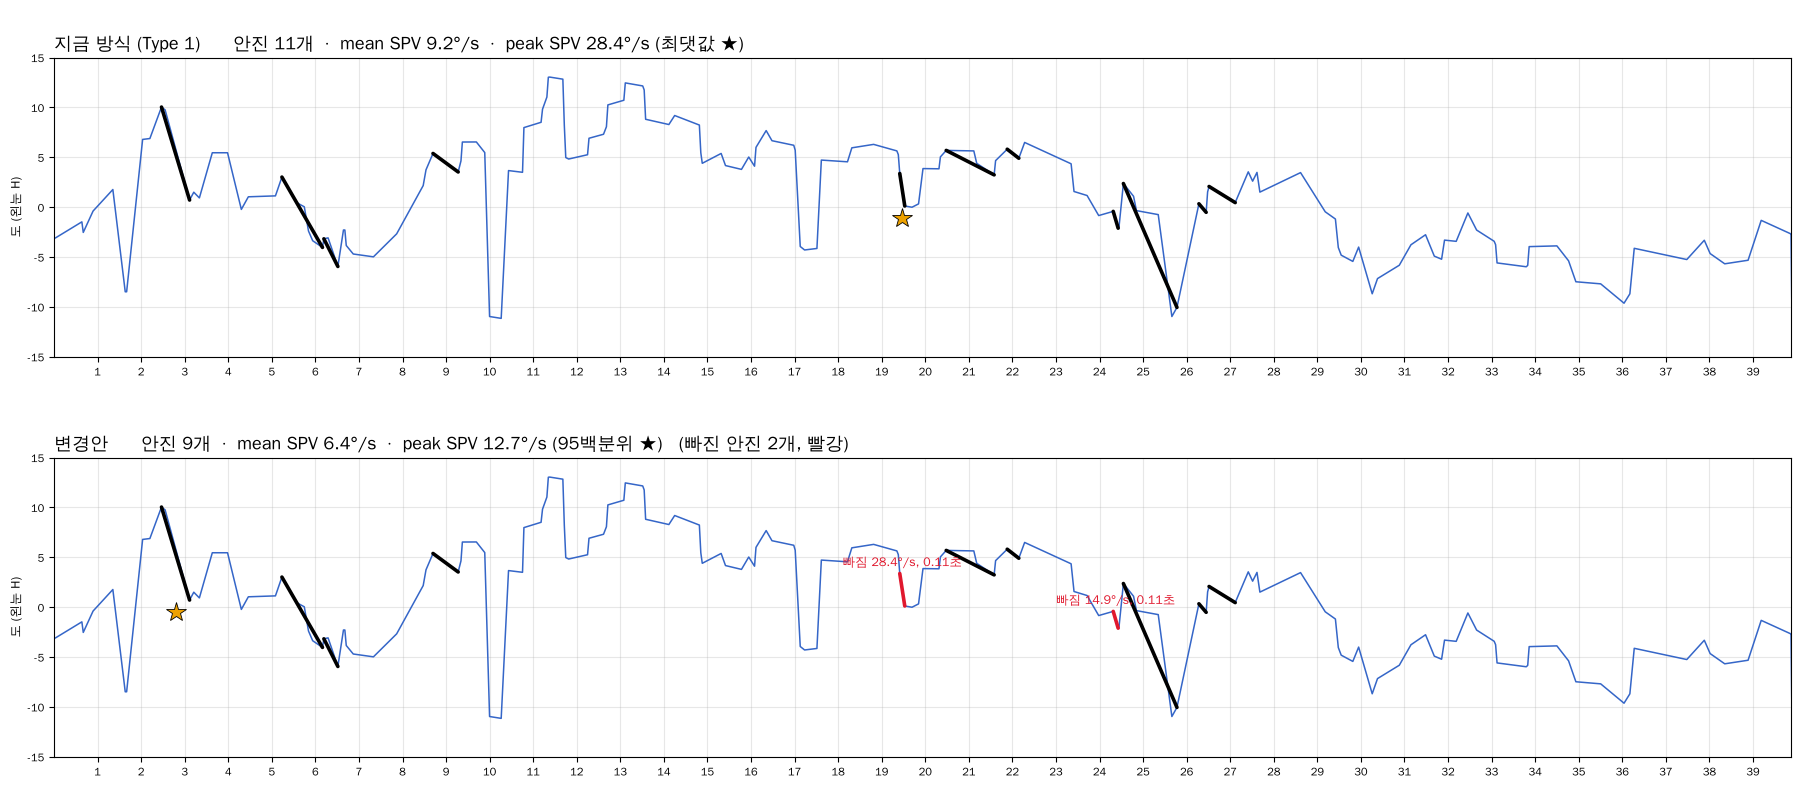 지금 방식 (Type 1) 안진 11개 · mean SPV 9.2°/s · peak SPV 28.4°/s (최댓값 ★)
도 (왼눈 H)
15
10
5
0
-5
-10
-15
1 2 3 4 5 6 7 8 9 10 11 12 13 14 15 16 17 18 19 20 21 22 23 24 25 26 27 28 29 30 31 32 33 34 35 36 37 38 39
변경안 안진 9개 · mean SPV 6.4°/s · peak SPV 12.7°/s (95백분위 ★) (빠진 안진 2개, 빨강)
도 (왼눈 H)
15
10
5
0
-5
-10
-15
빠짐 28.4°/s, 0.11초
빠짐 14.9°/s, 0.11초
1 2 3 4 5 6 7 8 9 10 11 12 13 14 15 16 17 18 19 20 21 22 23 24 25 26 27 28 29 30 31 32 33 34 35 36 37 38 39